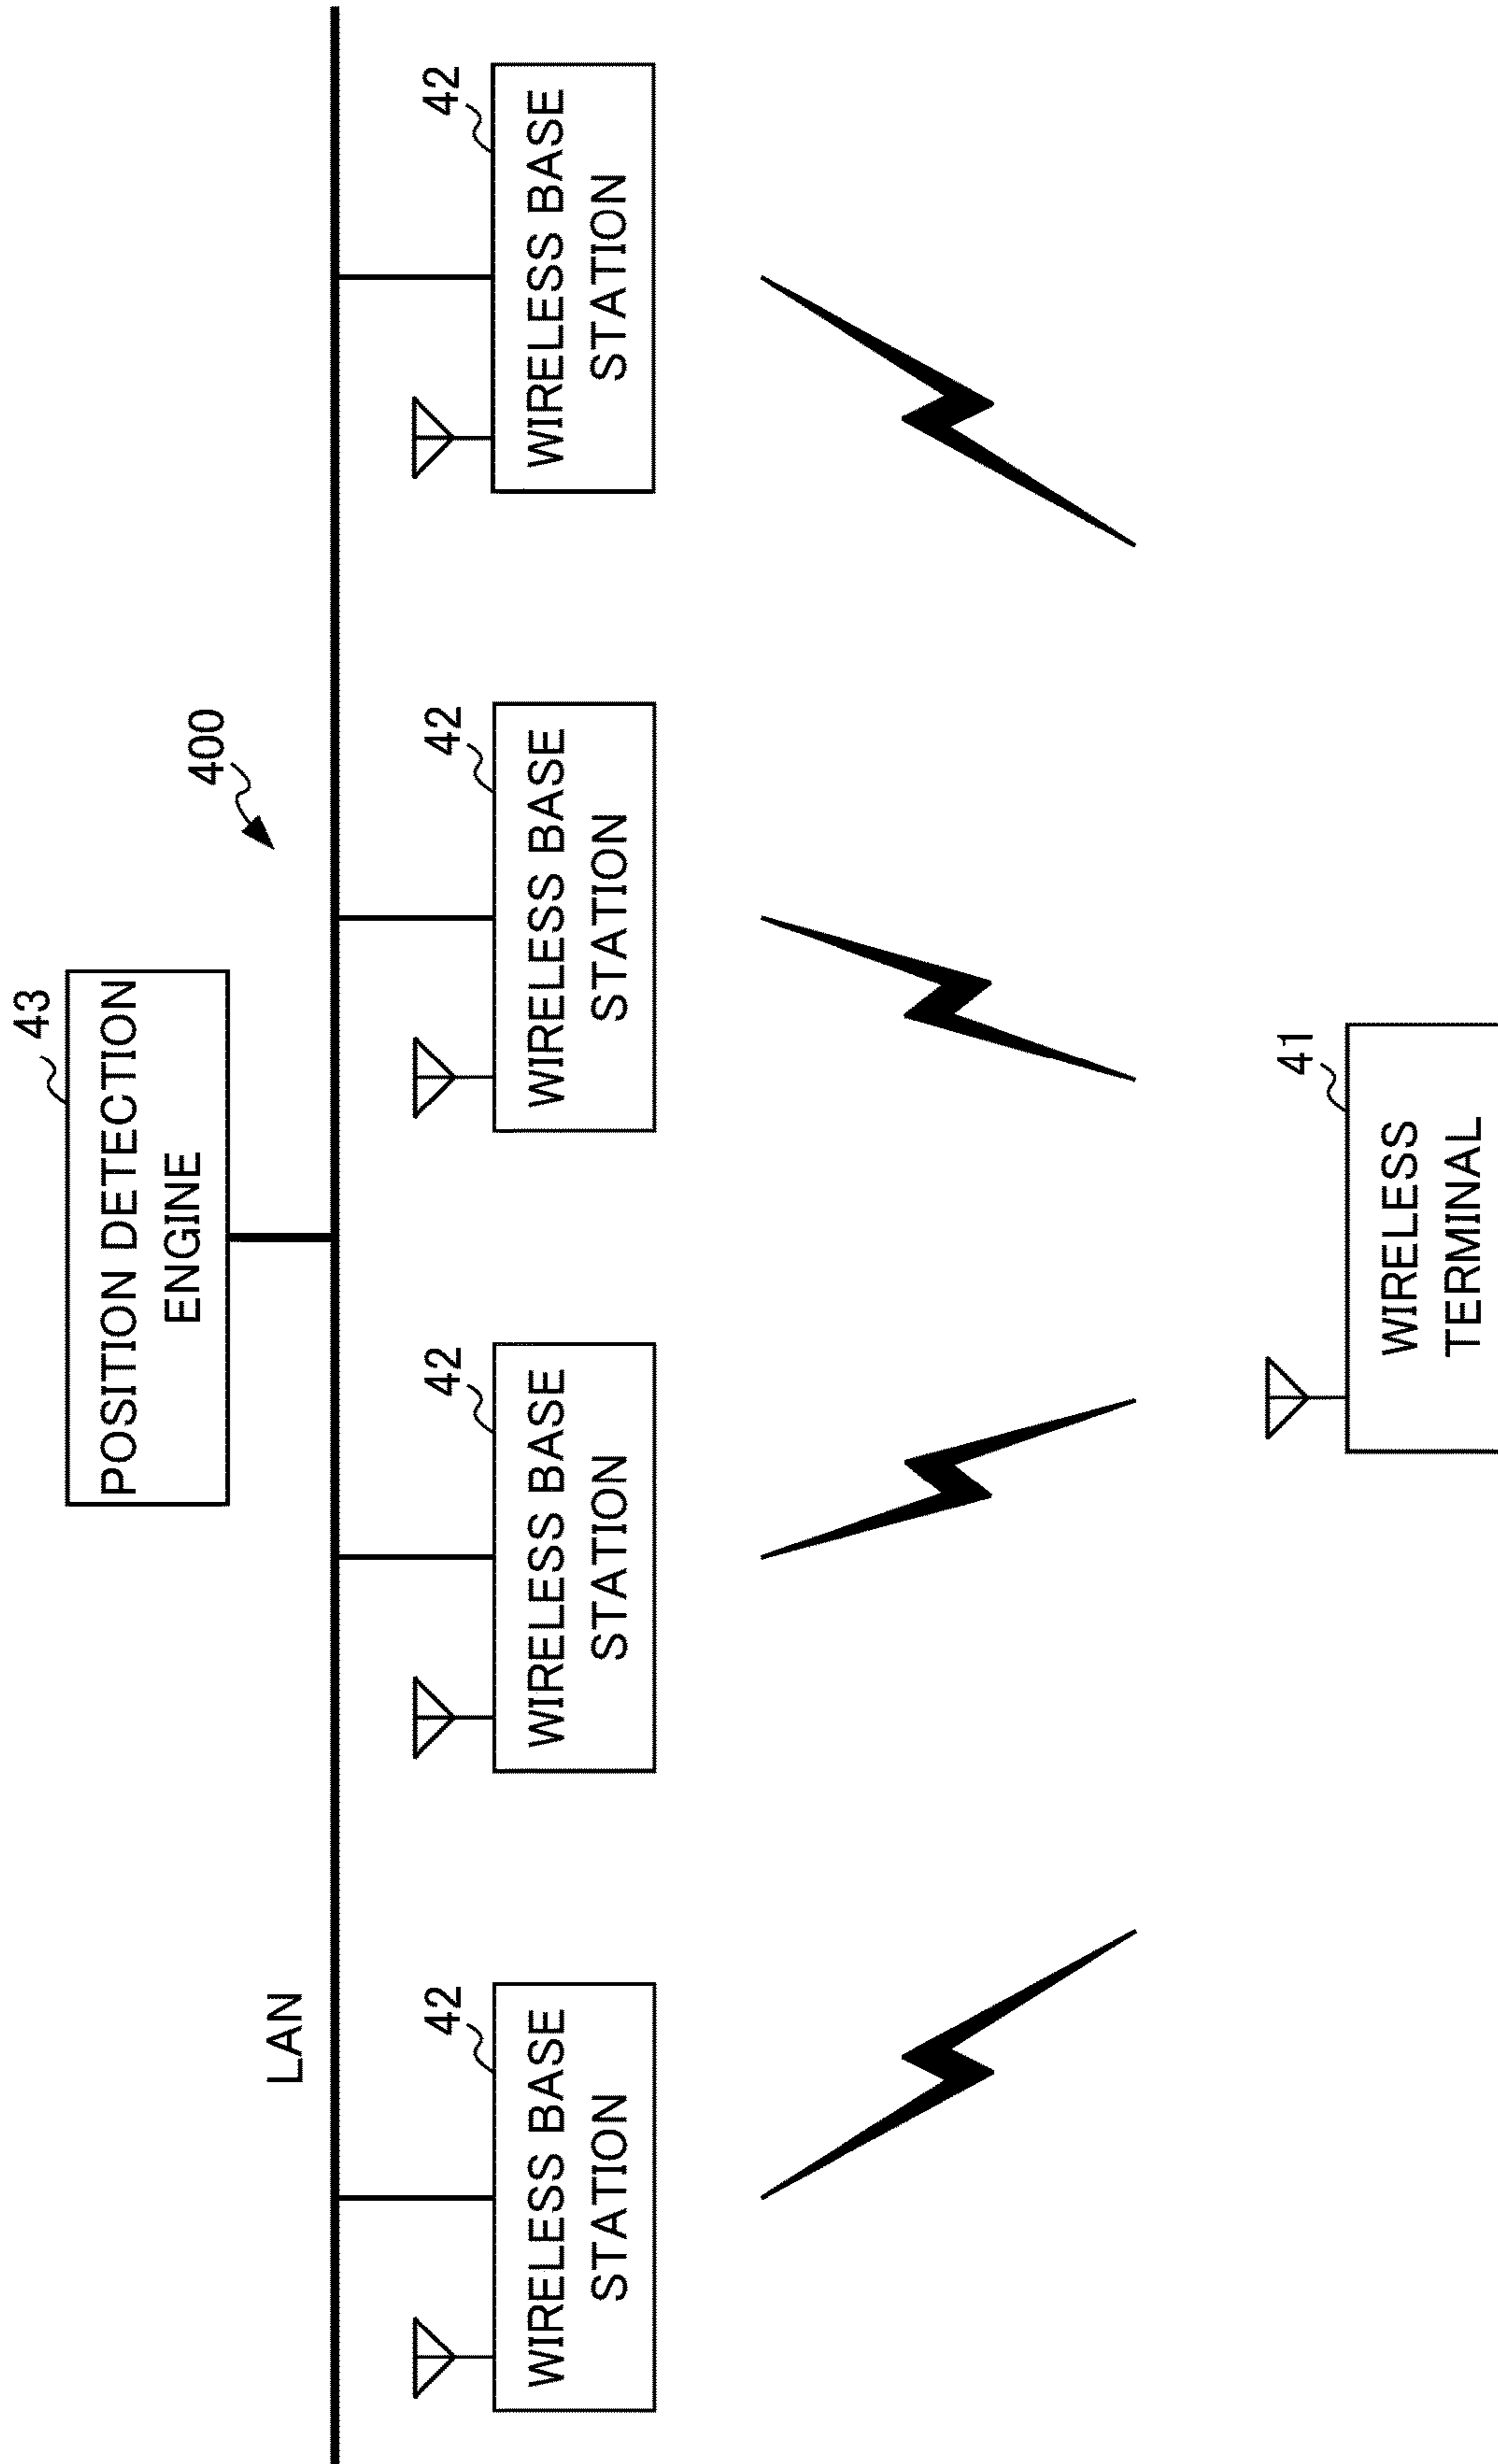 43
POSITION DETECTION
ENGINE
400
LAN
42
WIRELESS BASE
STATION
42
WIRELESS BASE
STATION
42
WIRELESS BASE
STATION
42
WIRELESS BASE
STATION
41
WIRELESS
TERMINAL